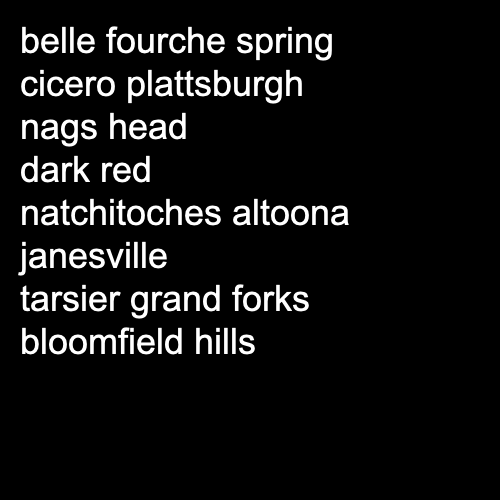 belle fourche spring
cicero plattsburgh
nags head
dark red
natchitoches altoona
janesville
tarsier grand forks
bloomfield hills